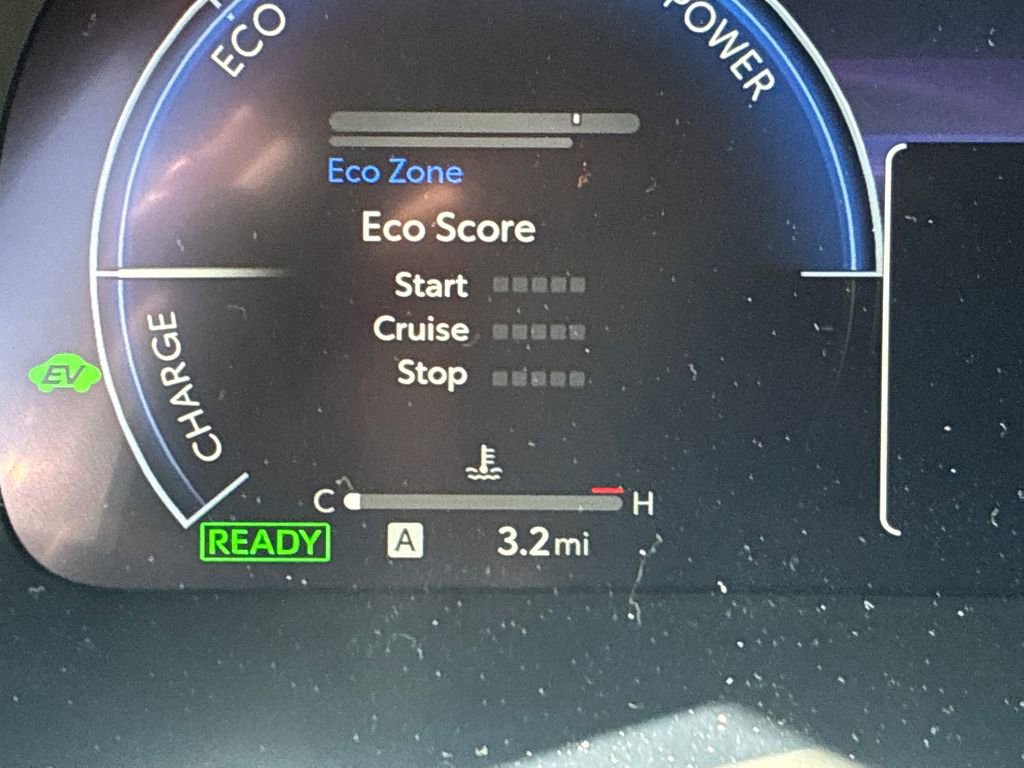 ECO
POWER
Eco Zone
Eco Score
Start
Cruise
Stop
EV
CHARGE
C
H
READY
A
3.2mi